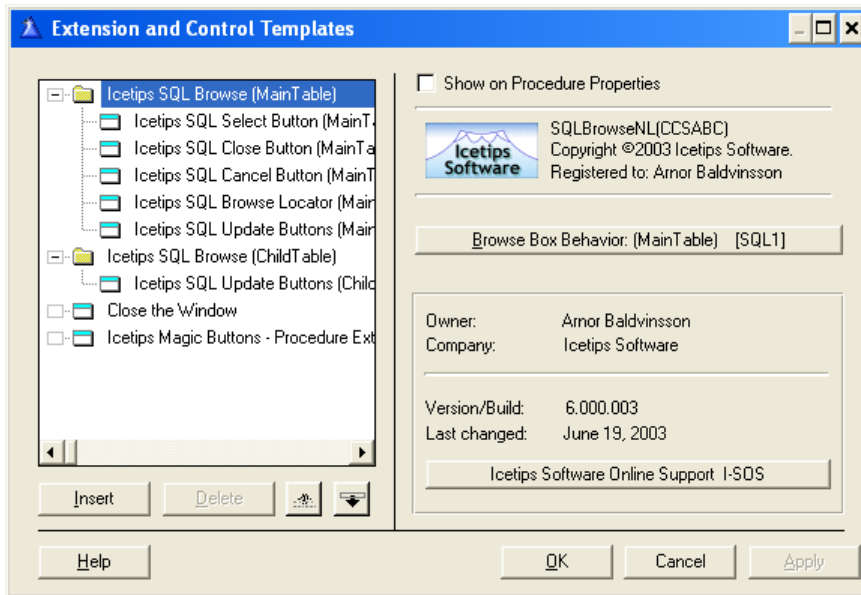 Extension and Control Templates
Icetips SQL Browse (MainTable)
Icetips SQL Select Button (MainT
Icetips SQL Close Button (MainTa
Icetips SQL Cancel Button (MainT
Icetips SQL Browse Locator (Main
Icetips SQL Update Buttons (Main
Icetips SQL Browse (ChildTable)
Icetips SQL Update Buttons (Child
Close the Window
Icetips Magic Buttons - Procedure Ext
Insert
Delete
Show on Procedure Properties
Icetips
Software
SQLBrowseNL(CCSABC)
Copyright ©2003 Icetips Software.
Registered to: Arnor Baldvinsson
Browse Box Behavior: (MainTable) [SQL1]
Owner: Arnor Baldvinsson
Company: Icetips Software
Version/Build: 6.000.003
Last changed: June 19, 2003
Icetips Software Online Support I-SOS
Help
OK
Cancel
Apply